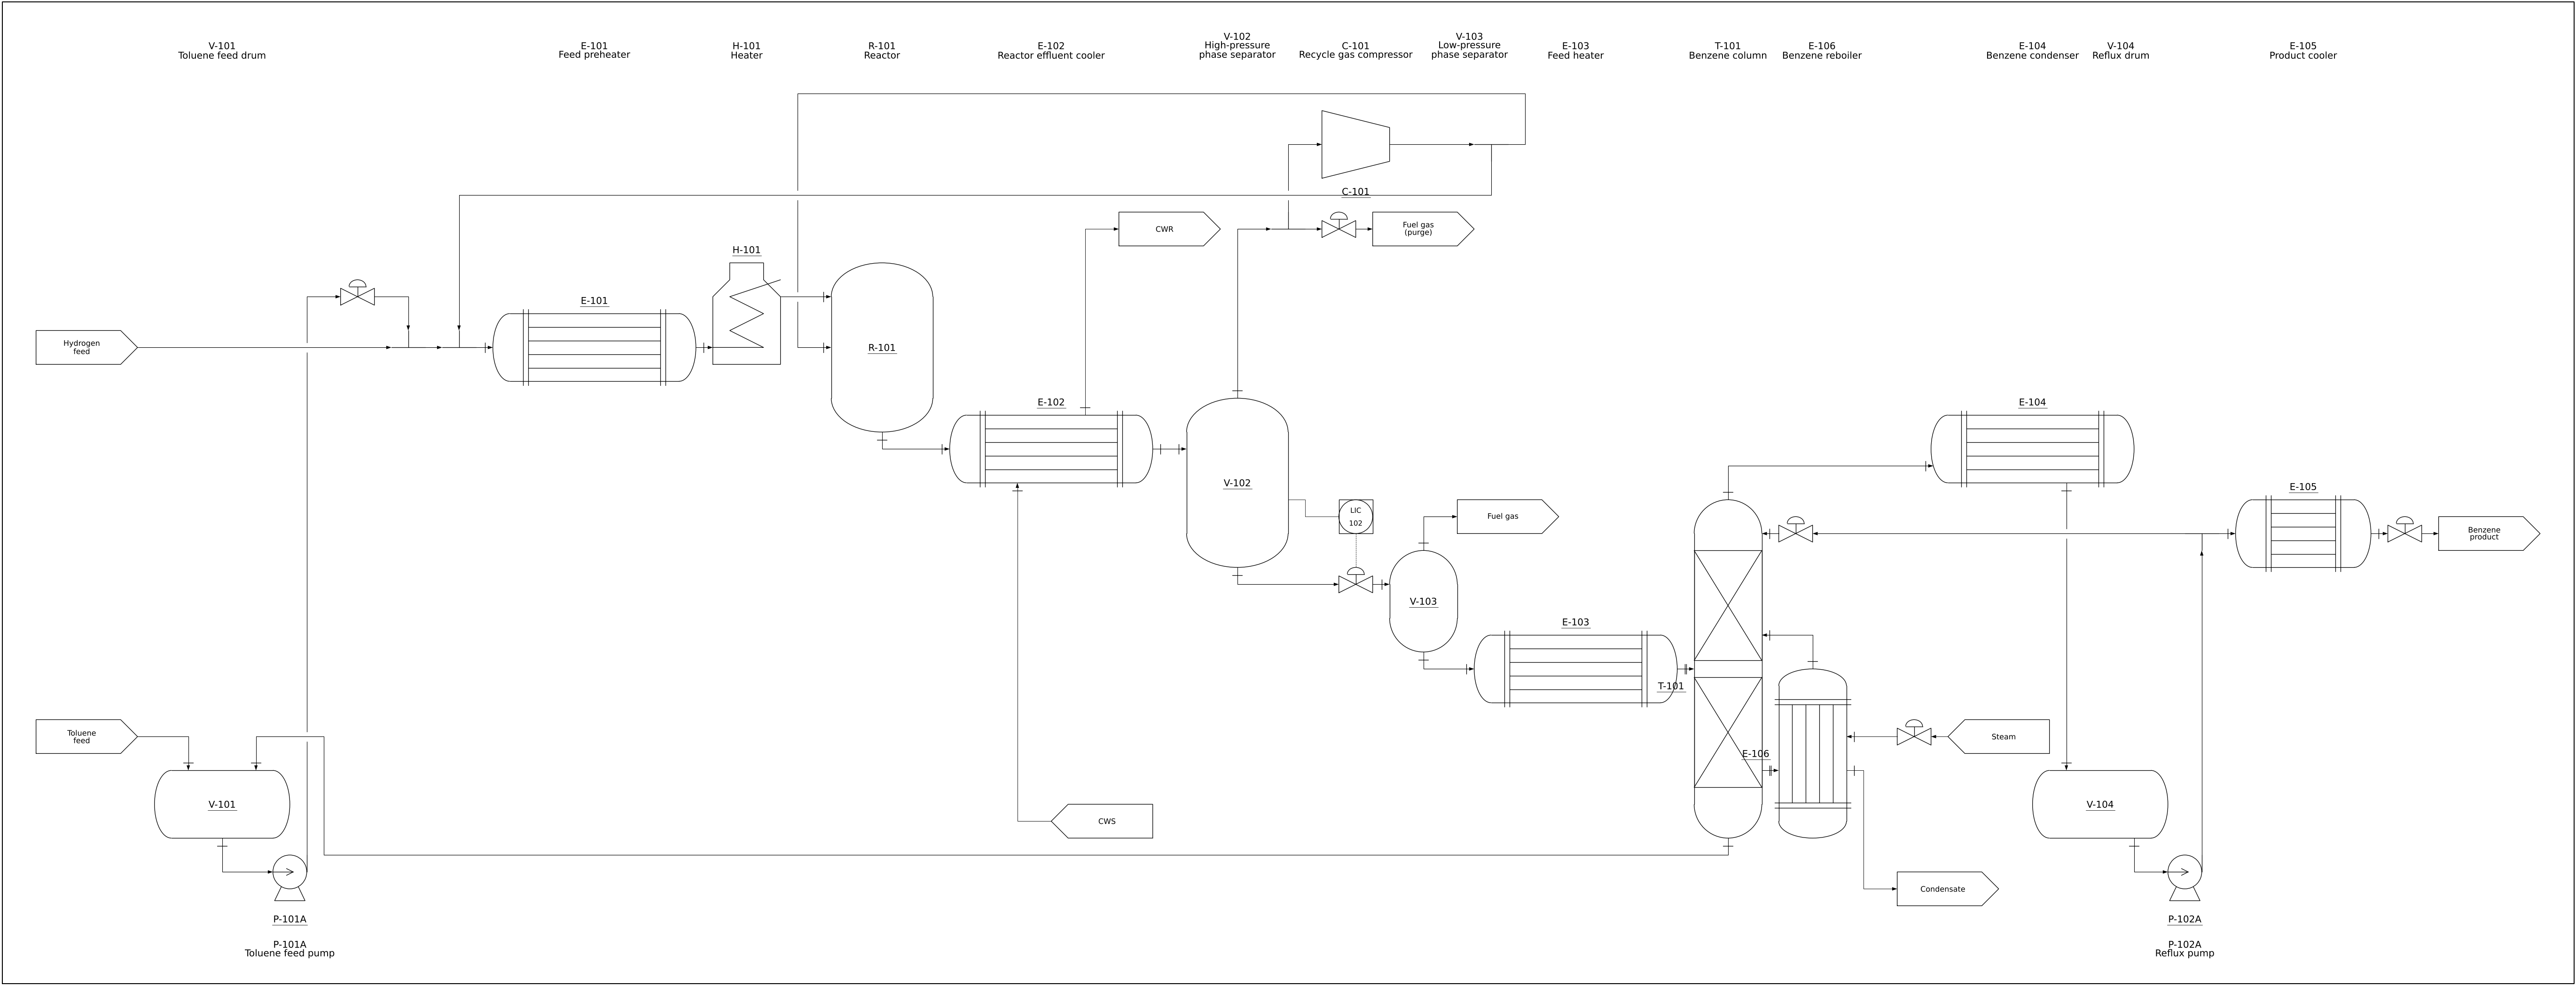 V-101
Toluene feed drum
E-101
Feed preheater
H-101
Heater
R-101
Reactor
E-102
Reactor effluent cooler
V-102
High-pressure
phase separator
C-101
Recycle gas compressor
V-103
Low-pressure
phase separator
E-103
Feed heater
T-101
Benzene column
E-106
Benzene reboiler
E-104
Benzene condenser
V-104
Reflux drum
E-105
Product cooler
C-101
CWR
Fuel gas
(purge)
H-101
E-101
Hydrogen
feed
R-101
E-102
E-104
V-102
E-105
LIC
102
Fuel gas
Benzene
product
V-103
E-103
T-101
Toluene
feed
Steam
E-106
V-101
V-104
CWS
Condensate
P-101A
P-101A
Toluene feed pump
P-102A
P-102A
Reflux pump